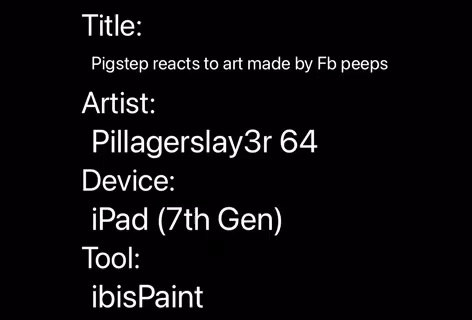 Title:
Pigstep reacts to art made by Fb peeps
Artist:
Pillagerslay3r 64
Device:
iPad (7th Gen)
Tool:
ibisPaint